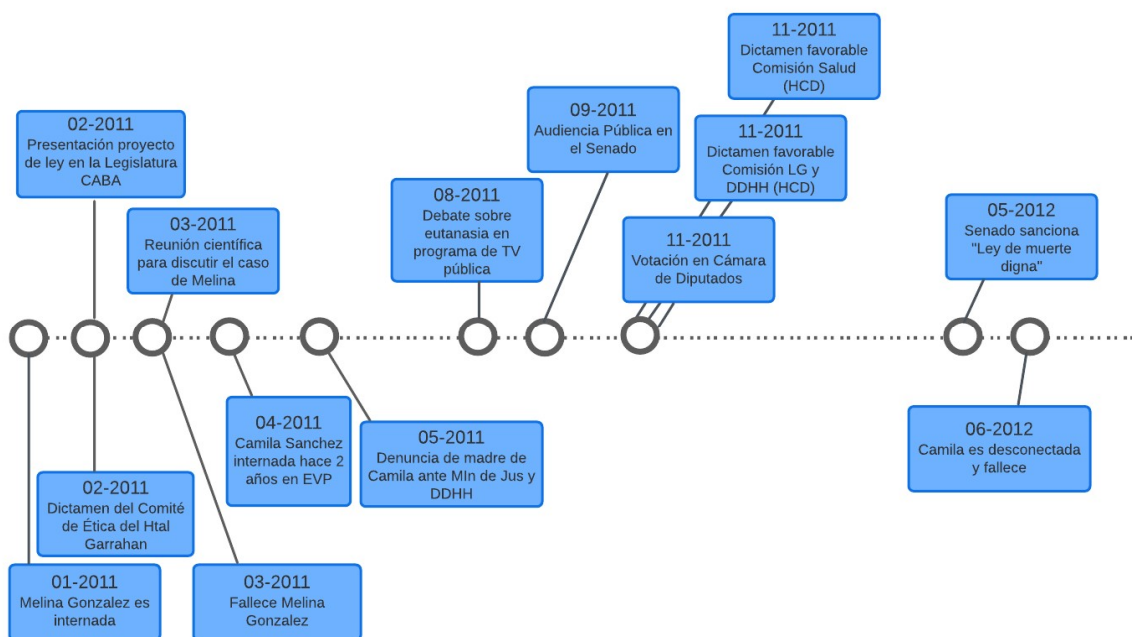 11-2011
Dictamen favorable
Comisión Salud
(HCD)
02-2011
Presentación proyecto
de ley en la Legislatura
CABA
09-2011
Audiencia Pública en
el Senado
11-2011
Dictamen favorable
Comisión LG y
DDHH (HCD)
03-2011
Reunión científica
para discutir el caso
de Melina
08-2011
Debate sobre
eutanasia en
programa de TV
pública
11-2011
Votación en Cámara
de Diputados
05-2012
Senado sanciona
"Ley de muerte
digna"
04-2011
Camila Sanchez
internada hace 2
años en EVP
05-2011
Denuncia de madre de
Camila ante MIn de Jus y
DDHH
06-2012
Camila es desconectada
y fallece
02-2011
Dictamen del Comité
de Ética del Htal
Garrahan
01-2011
Melina Gonzalez es
internada
03-2011
Fallece Melina
Gonzalez